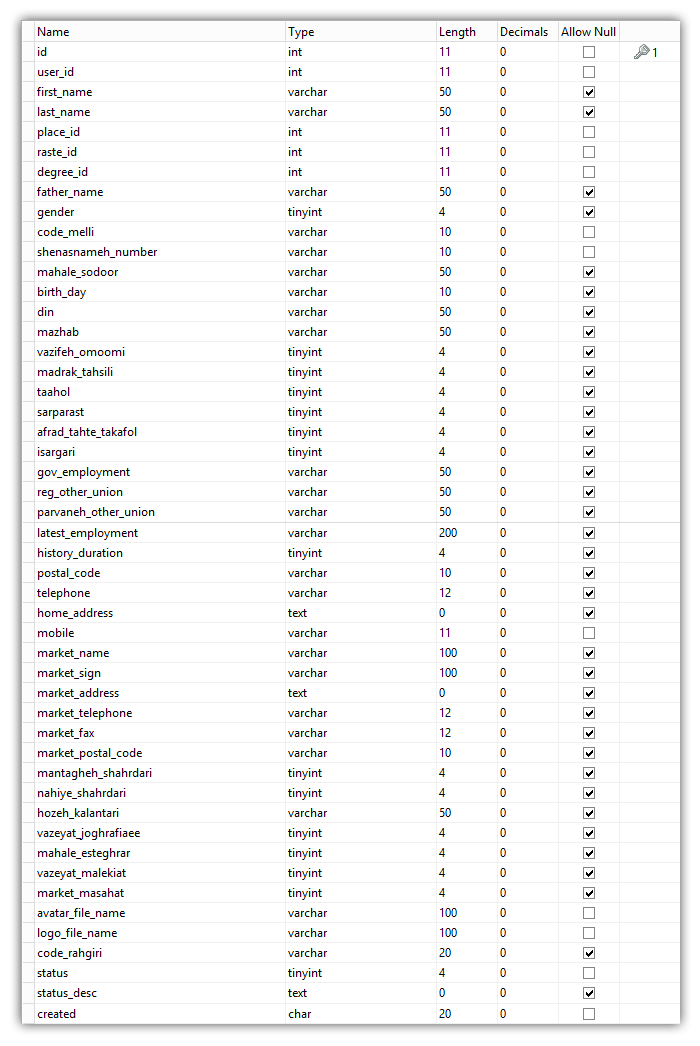 Name Type Length Decimals Allow Null
id int 11 0 1
user_id int 11 0
first_name varchar 50 0
last_name varchar 50 0
place_id int 11 0
raste_id int 11 0
degree_id int 11 0
father_name varchar 50 0
gender tinyint 4 0
code_melli varchar 10 0
shenasnameh_number varchar 10 0
mahale_sodoor varchar 50 0
birth_day varchar 10 0
din varchar 50 0
mazhab varchar 50 0
vazifeh_omoomi tinyint 4 0
madrak_tahsili tinyint 4 0
taahol tinyint 4 0
sarparast tinyint 4 0
afrad_tahte_takafol tinyint 4 0
isargari tinyint 4 0
gov_employment varchar 50 0
reg_other_union varchar 50 0
parvaneh_other_union varchar 50 0
latest_employment varchar 200 0
history_duration tinyint 4 0
postal_code varchar 10 0
telephone varchar 12 0
home_address text 0 0
mobile varchar 11 0
market_name varchar 100 0
market_sign varchar 100 0
market_address text 0 0
market_telephone varchar 12 0
market_fax varchar 12 0
market_postal_code varchar 10 0
mantagheh_shahrdari tinyint 4 0
nahiye_shahrdari tinyint 4 0
hozeh_kalantari varchar 50 0
vazeyat_joghrafiaee tinyint 4 0
mahale_esteghrar tinyint 4 0
vazeyat_malekiat tinyint 4 0
market_masahat tinyint 4 0
avatar_file_name varchar 100 0
logo_file_name varchar 100 0
code_rahgiri varchar 20 0
status tinyint 4 0
status_desc text 0 0
created char 20 0